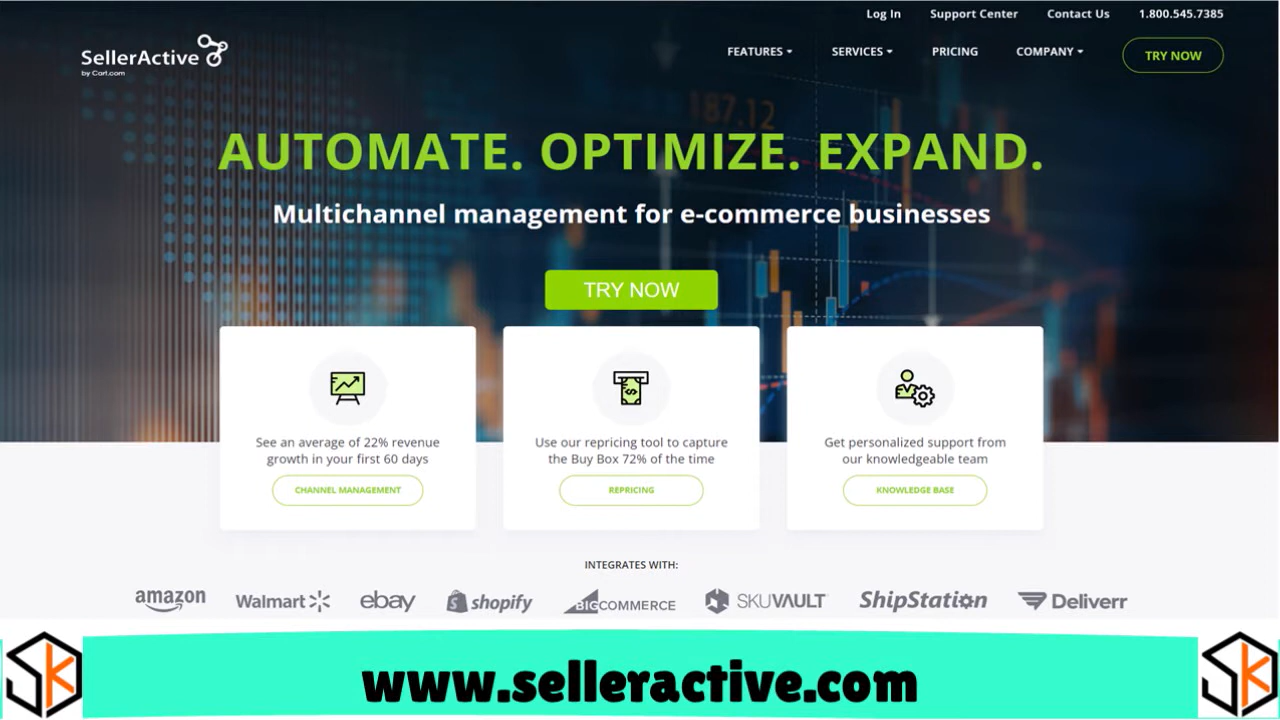 Log In Support Center Contact Us 1.800.545.7385
SellerActive
by Cart.com
FEATURES SERVICES PRICING COMPANY TRY NOW
187.12
AUTOMATE. OPTIMIZE. EXPAND.
Multichannel management for e-commerce businesses
TRY NOW
See an average of 22% revenue
growth in your first 60 days
CHANNEL MANAGEMENT
Use our repricing tool to capture
the Buy Box 72% of the time
REPRICING
Get personalized support from
our knowledgeable team
KNOWLEDGE BASE
INTEGRATES WITH:
amazon Walmart ebay shopify BIGCOMMERCE SKUVAULT ShipStation Deliverr
Sk www.selleractive.com Sk